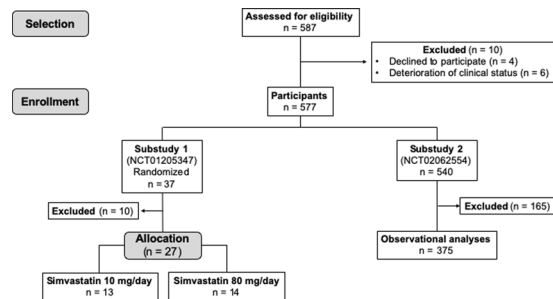 Selection
Assessed for eligibility
n = 587
Excluded (n = 10)
• Declined to participate (n = 4)
• Deterioration of clinical status (n = 6)
Enrollment
Participants
n = 577
Substudy 1
(NCT01205347)
Randomized
n = 37
Substudy 2
(NCT02062554)
n = 540
Excluded (n = 10)
Excluded (n = 165)
Allocation
(n = 27)
Observational analyses
n = 375
Simvastatin 10 mg/day
n = 13
Simvastatin 80 mg/day
n = 14